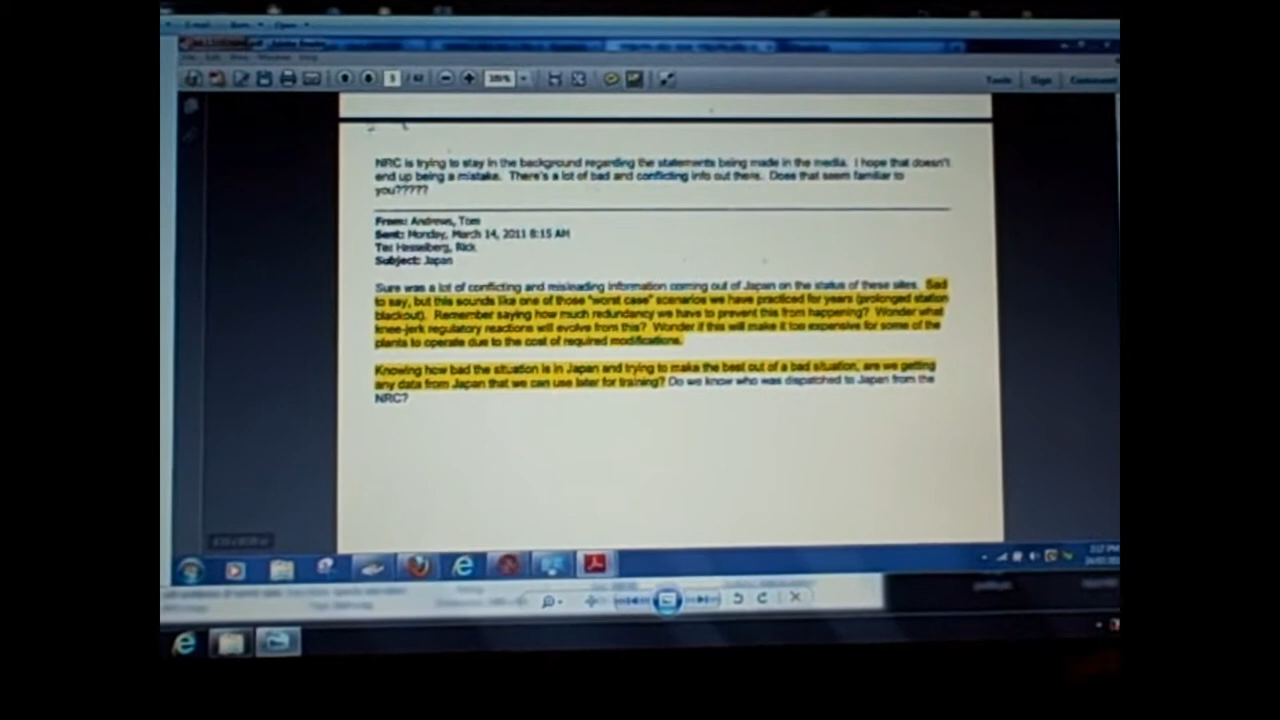 Tools Sign Comment
NRC is trying to stay in the background regarding the statements being made in the media. I hope that doesn't
end up being a mistake. There's a lot of bad and conflicting info out there. Does that seem familiar to
you?????
From: Andrews, Tom
Sent: Monday, March 14, 2011 8:15 AM
To: Hasselberg, Rick
Subject: Japan
Sure was a lot of conflicting and misleading information coming out of Japan on the status of these sites. Sad
to say, but this sounds like one of those "worst case" scenarios we have practiced for years (prolonged station
blackout). Remember saying how much redundancy we have to prevent this from happening? Wonder what
knee-jerk regulatory reactions will evolve from this? Wonder if this will make it too expensive for some of the
plants to operate due to the cost of required modifications.
Knowing how bad the situation is in Japan and trying to make the best out of a bad situation, are we getting
any data from Japan that we can use later for training? Do we know who was dispatched to Japan from the
NRC?